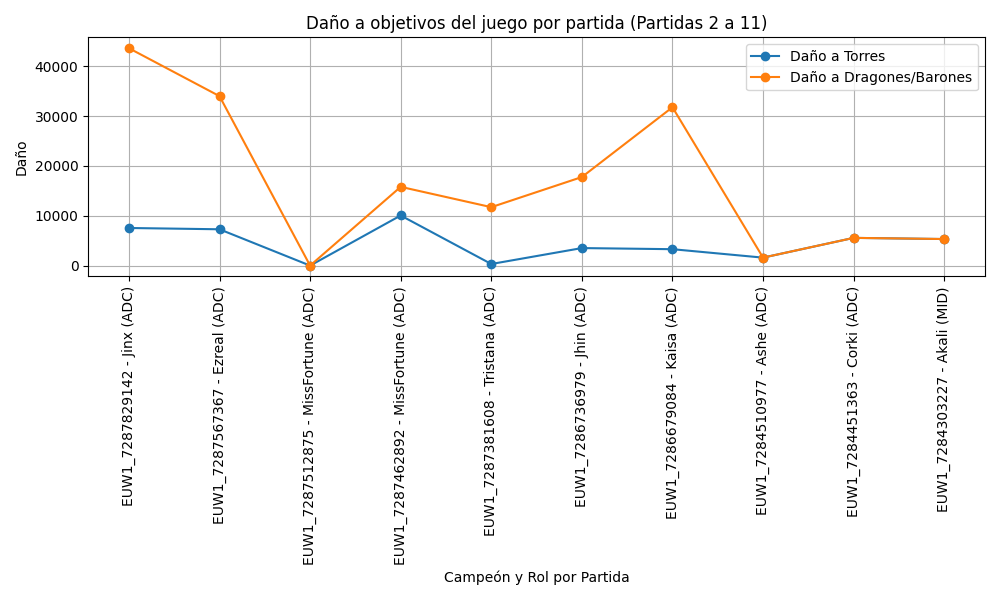 Daño a objetivos del juego por partida (Partidas 2 a 11)
Daño a Torres
Daño a Dragones/Barones
Daño
40000
30000
20000
10000
0
EUW1_7287829142 - Jinx (ADC)
EUW1_7287567367 - Ezreal (ADC)
EUW1_7287512875 - MissFortune (ADC)
EUW1_7287462892 - MissFortune (ADC)
EUW1_7287381608 - Tristana (ADC)
EUW1_7286736979 - Jhin (ADC)
EUW1_7286679084 - Kaisa (ADC)
EUW1_7284510977 - Ashe (ADC)
EUW1_7284451363 - Corki (ADC)
EUW1_7284303227 - Akali (MID)
Campeón y Rol por Partida